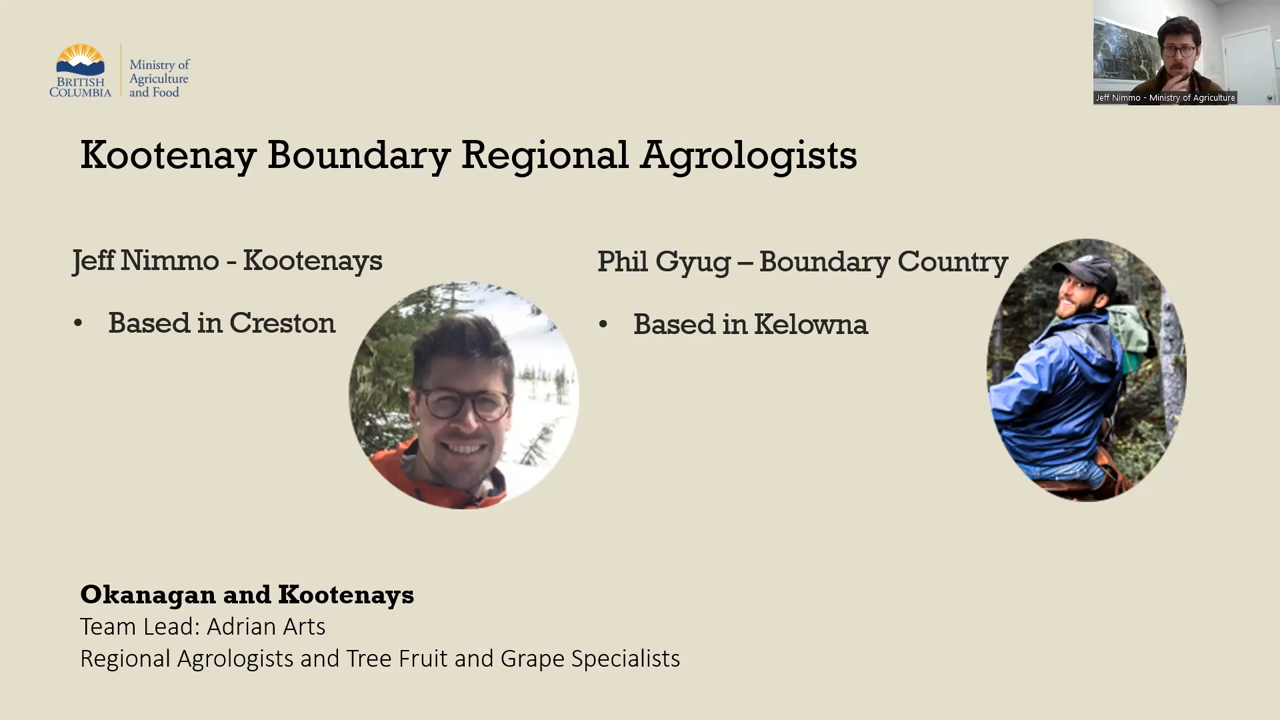 BRITISH
COLUMBIA
Ministry of
Agriculture
and Food
Jeff Nimmo - Ministry of Agriculture
Kootenay Boundary Regional Agrologists
Jeff Nimmo - Kootenays
• Based in Creston
Phil Gyug – Boundary Country
• Based in Kelowna
Okanagan and Kootenays
Team Lead: Adrian Arts
Regional Agrologists and Tree Fruit and Grape Specialists